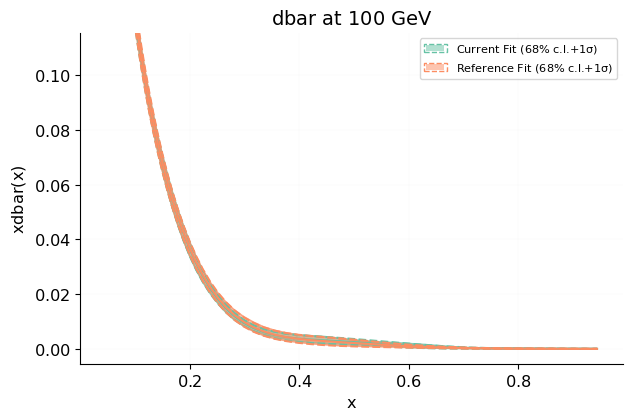 dbar at 100 GeV
Current Fit (68% c.l.+1σ)
Reference Fit (68% c.l.+1σ)
xdbar(x)
0.10
0.08
0.06
0.04
0.02
0.00
0.2
0.4
0.6
0.8
x